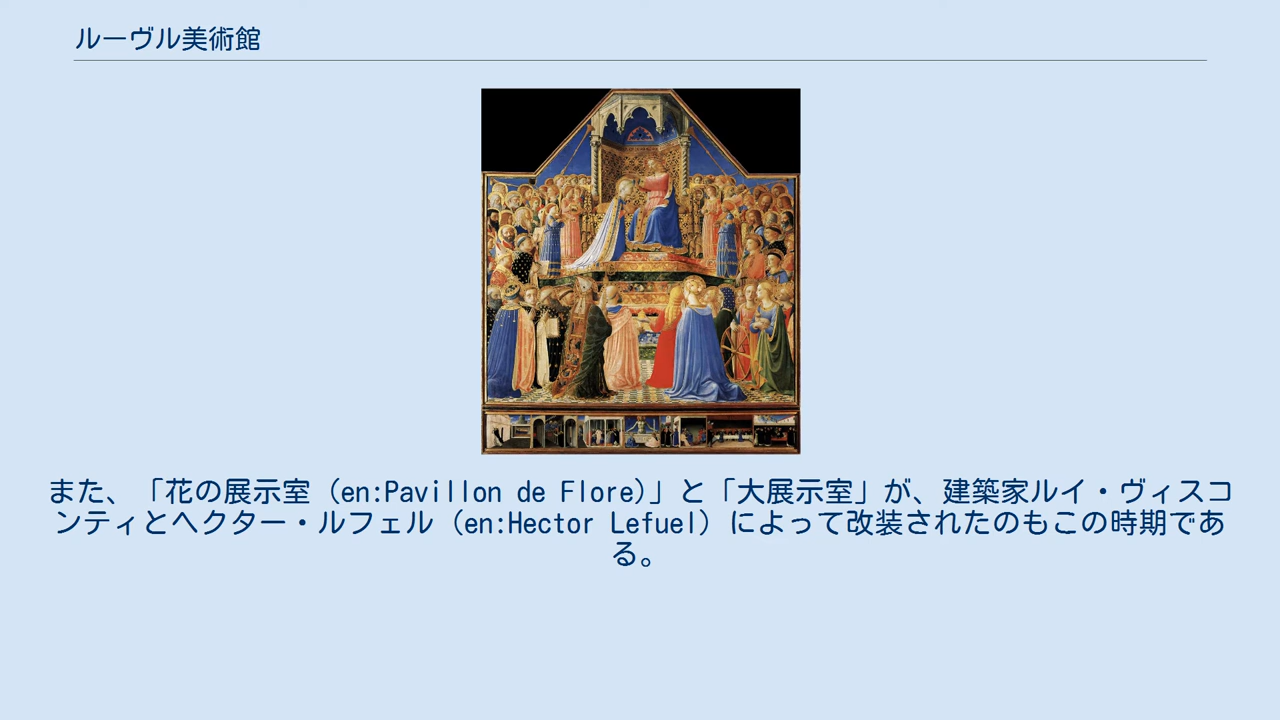 ルーヴル美術館
また、「花の展示室（en:Pavillon de Flore)」と「大展示室」が、建築家ルイ・ヴィスコ
ンティとヘクター・ルフェル（en:Hector Lefuel）によって改装されたのもこの時期であ
る。